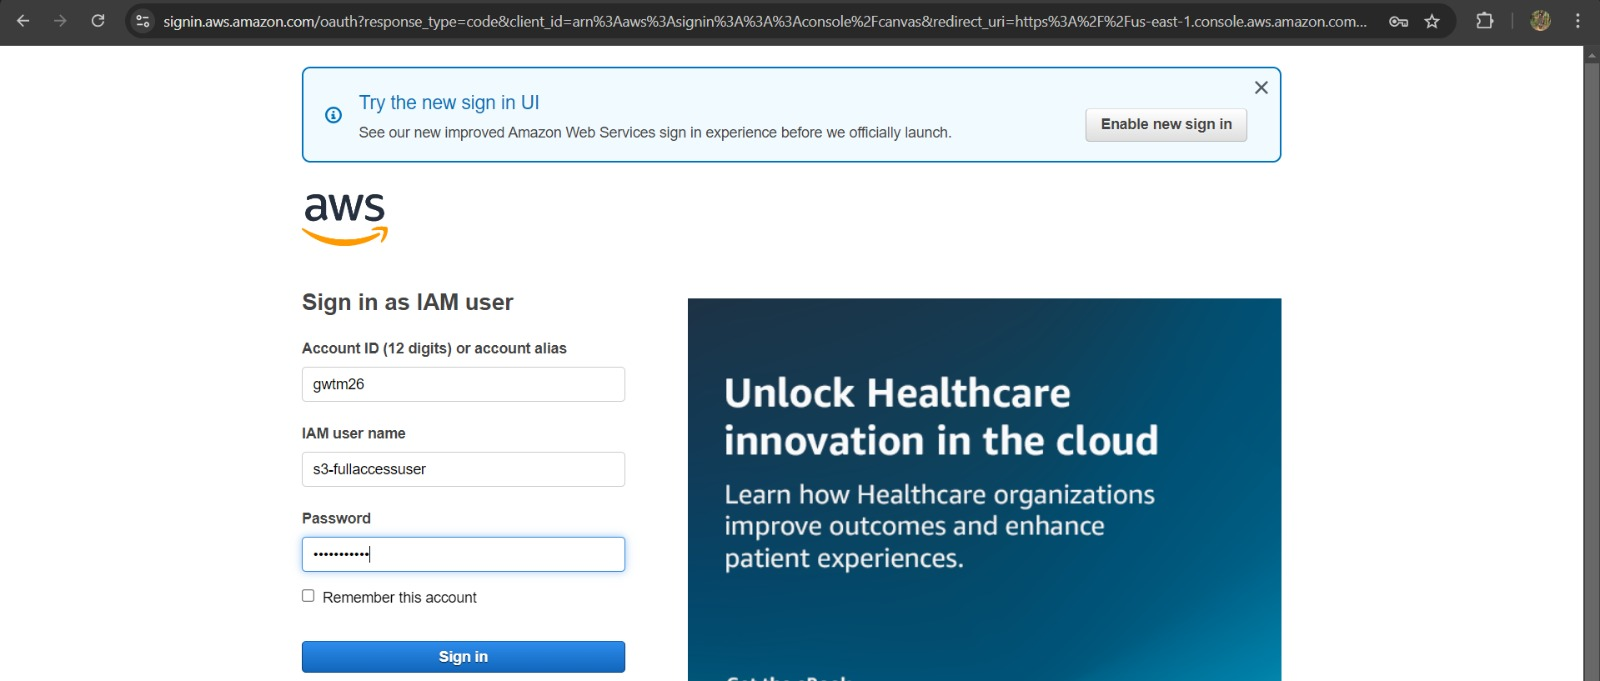 signin.aws.amazon.com/oauth?response_type=code&client_id=arn%3Aaws%3Asignin%3A%3A%3Aconsole%2Fcanvas&redirect_uri=https%3A%2F%2Fus-east-1.console.aws.amazon.com...
Try the new sign in UI
See our new improved Amazon Web Services sign in experience before we officially launch.
Enable new sign in
aws
Sign in as IAM user
Account ID (12 digits) or account alias
gwtm26
IAM user name
s3-fullaccessuser
Password
•••••••••••
Remember this account
Sign in
Unlock Healthcare
innovation in the cloud
Learn how Healthcare organizations
improve outcomes and enhance
patient experiences.